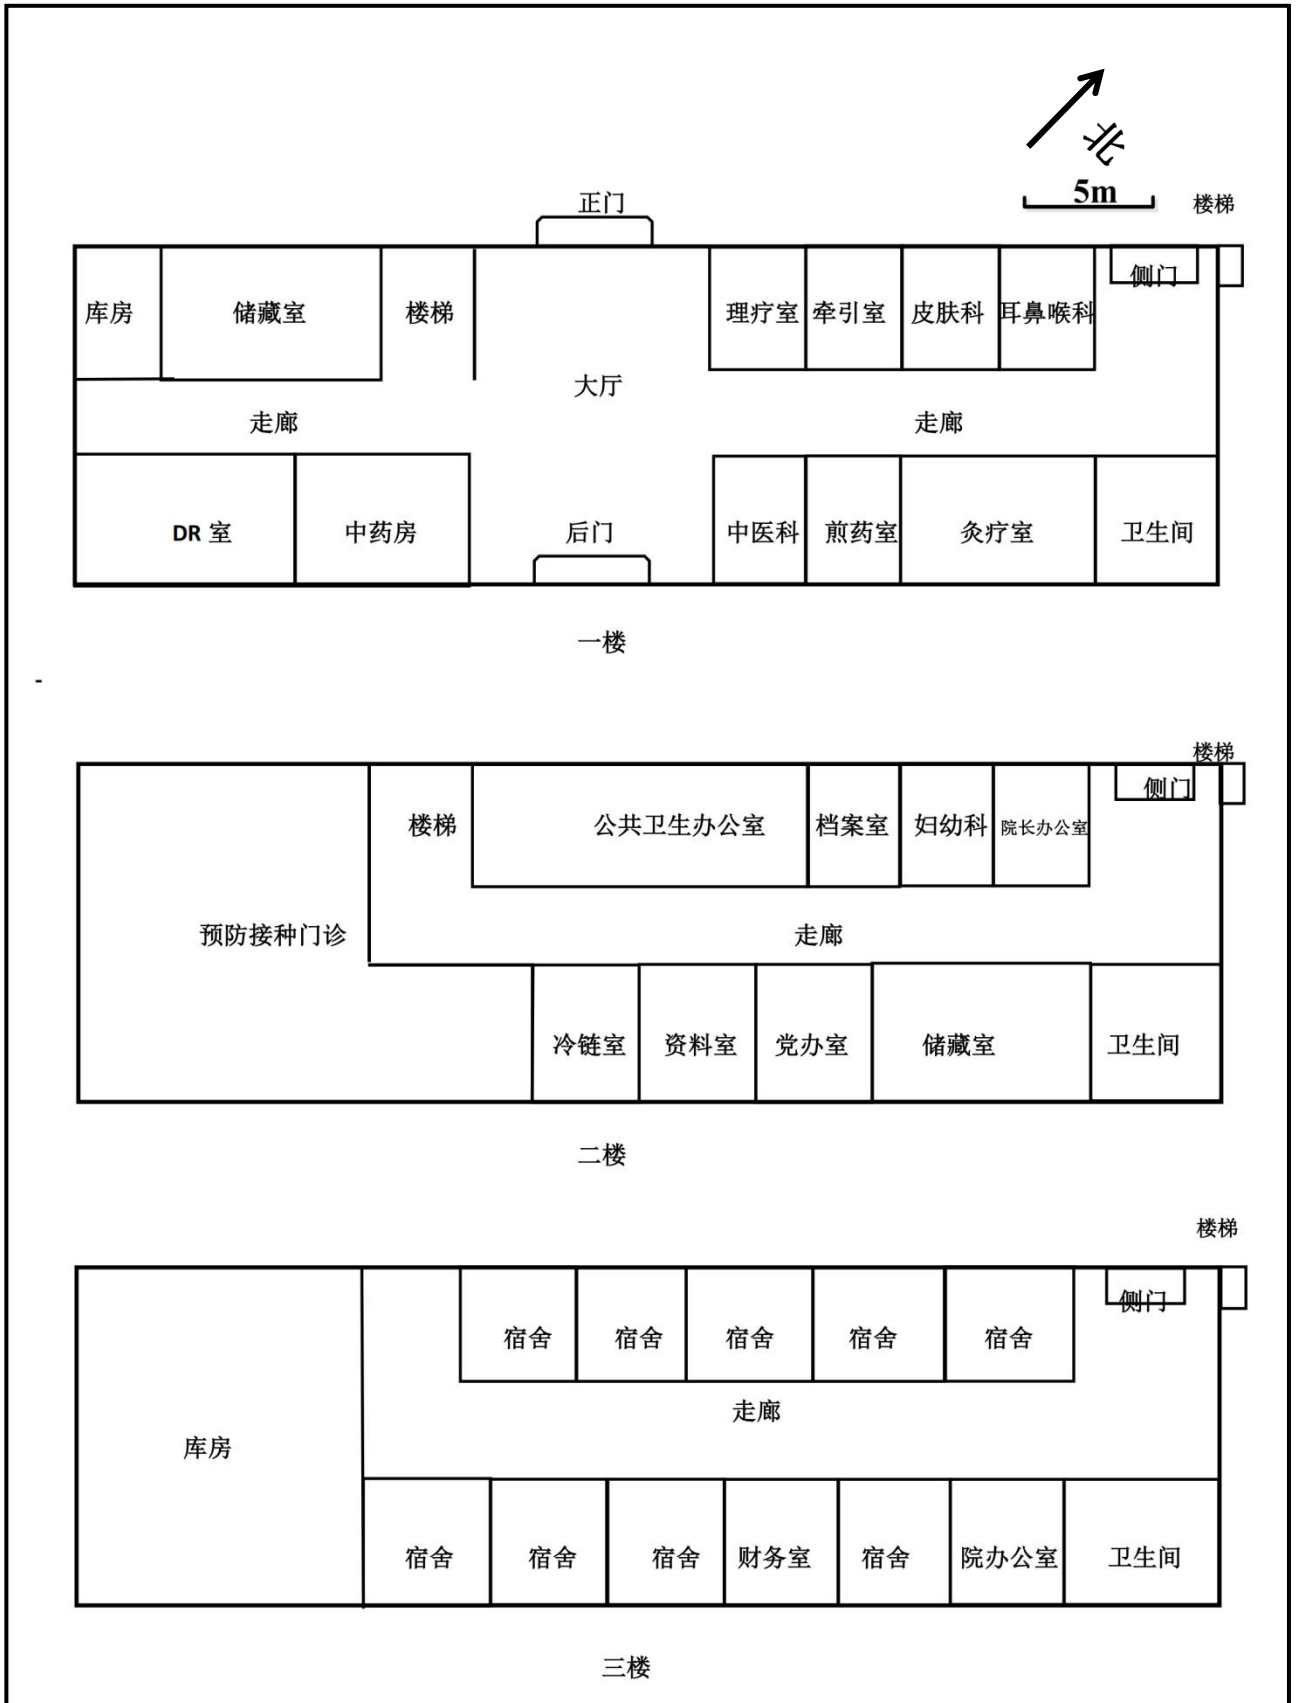 北
5m
正门
楼梯
库房
储藏室
楼梯
理疗室
牵引室
皮肤科
耳鼻喉科
侧门
大厅
走廊
走廊
DR 室
中药房
后门
中医科
煎药室
灸疗室
卫生间
一楼
-
楼梯
楼梯
公共卫生办公室
档案室
妇幼科
院长办公室
侧门
预防接种门诊
走廊
冷链室
资料室
党办室
储藏室
卫生间
二楼
楼梯
侧门
宿舍
宿舍
宿舍
宿舍
宿舍
走廊
库房
宿舍
宿舍
宿舍
财务室
宿舍
院办公室
卫生间
三楼